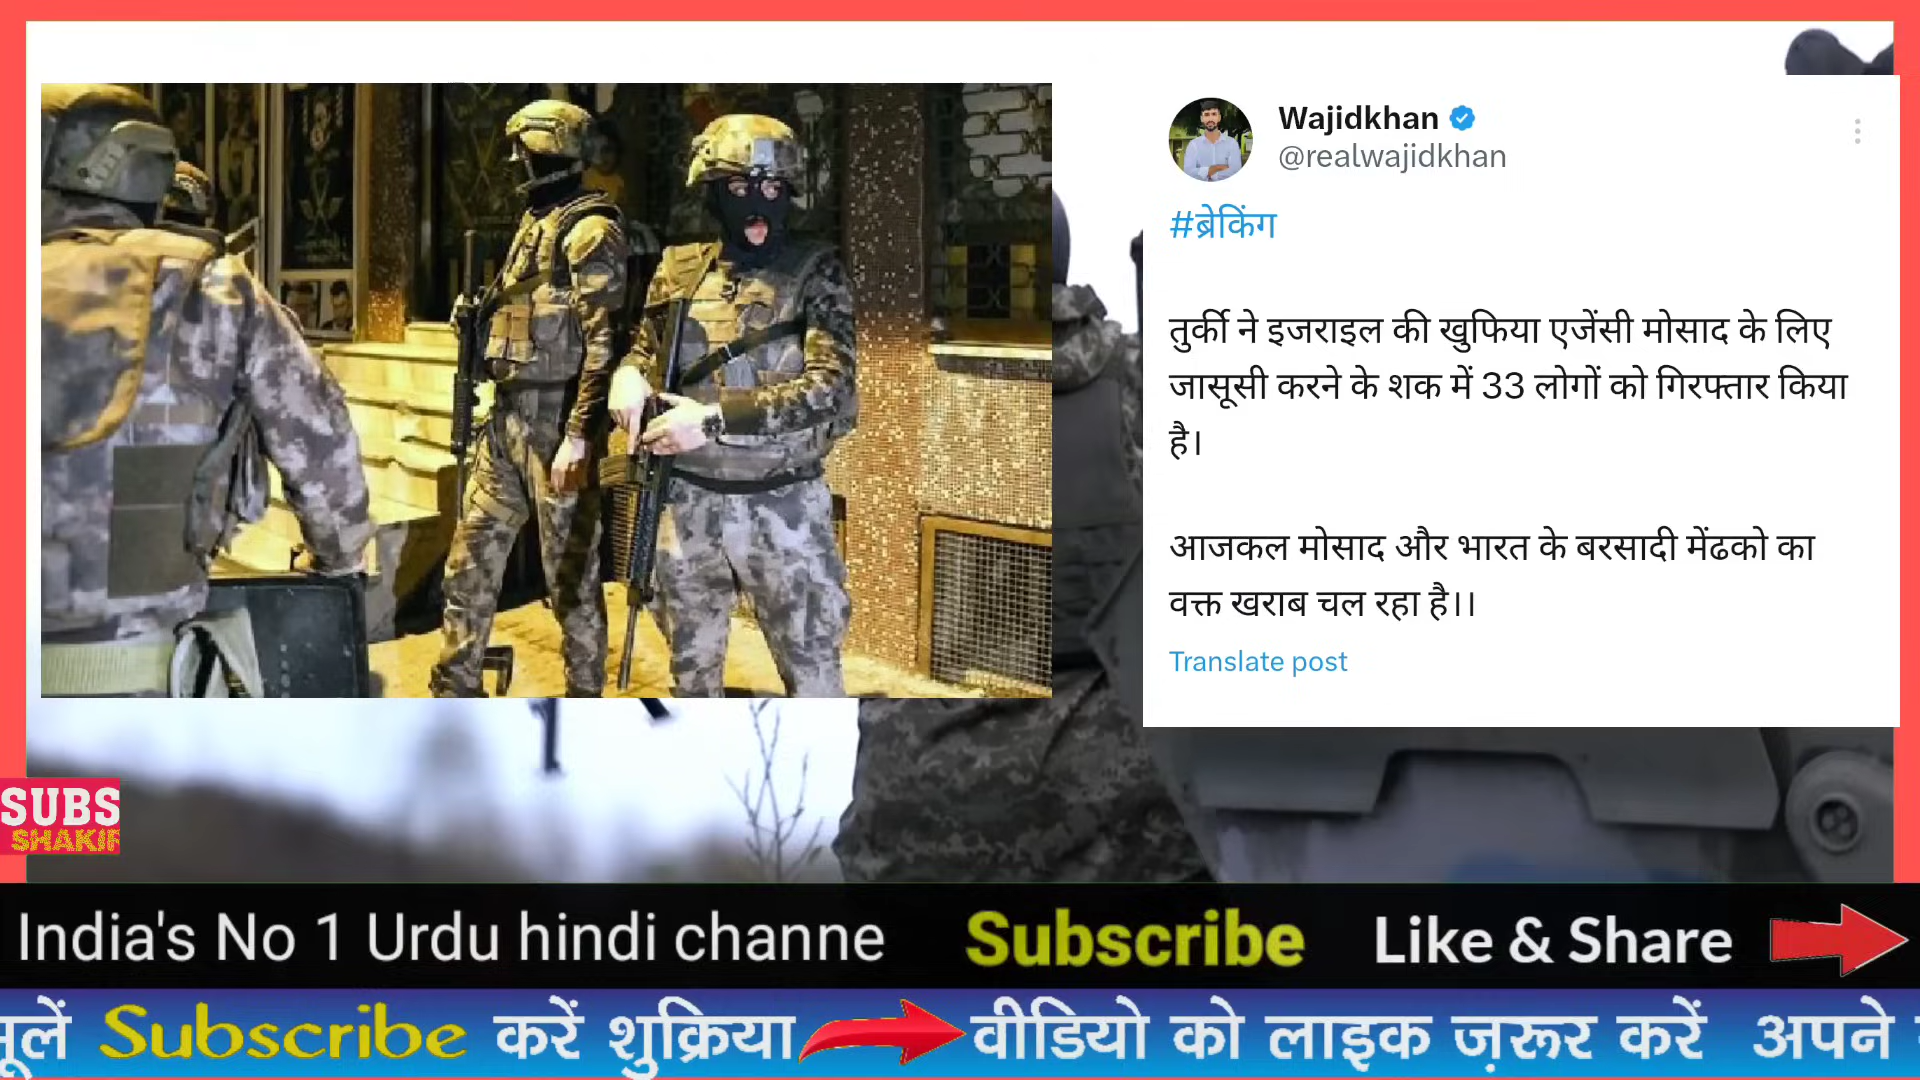 Wajidkhan
@realwajidkhan
#ब्रेकिंग
तुर्की ने इजराइल की खुफिया एजेंसी मोसाद के लिए
जासूसी करने के शक में 33 लोगों को गिरफ्तार किया
है।
आजकल मोसाद और भारत के बरसादी मेंढको का
वक्त खराब चल रहा है।।
Translate post
SUBS
SHAKIR
India's No 1 Urdu hindi channe Subscribe Like & Share
Subscribe करें शुक्रिया वीडियो को लाइक ज़रूर करें अपने